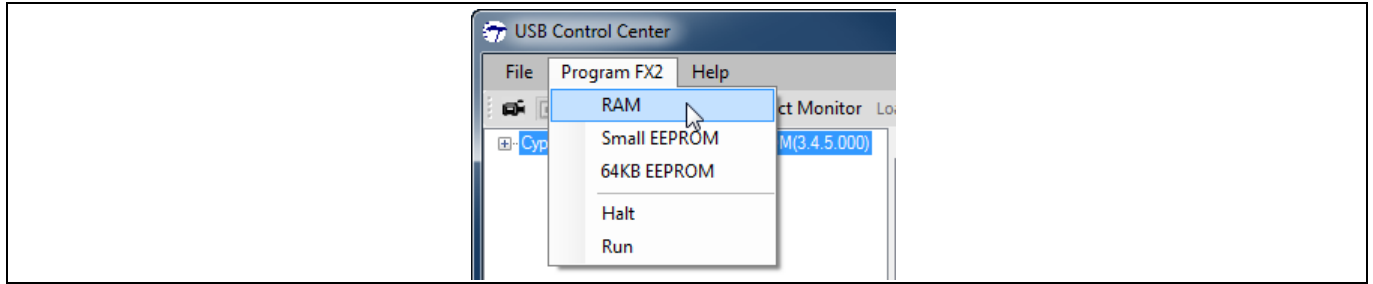 USB Control Center
File Program FX2 Help
RAM
ct Monitor
Small EEPROM
Cyp M(3.4.5.000)
64KB EEPROM
Halt
Run